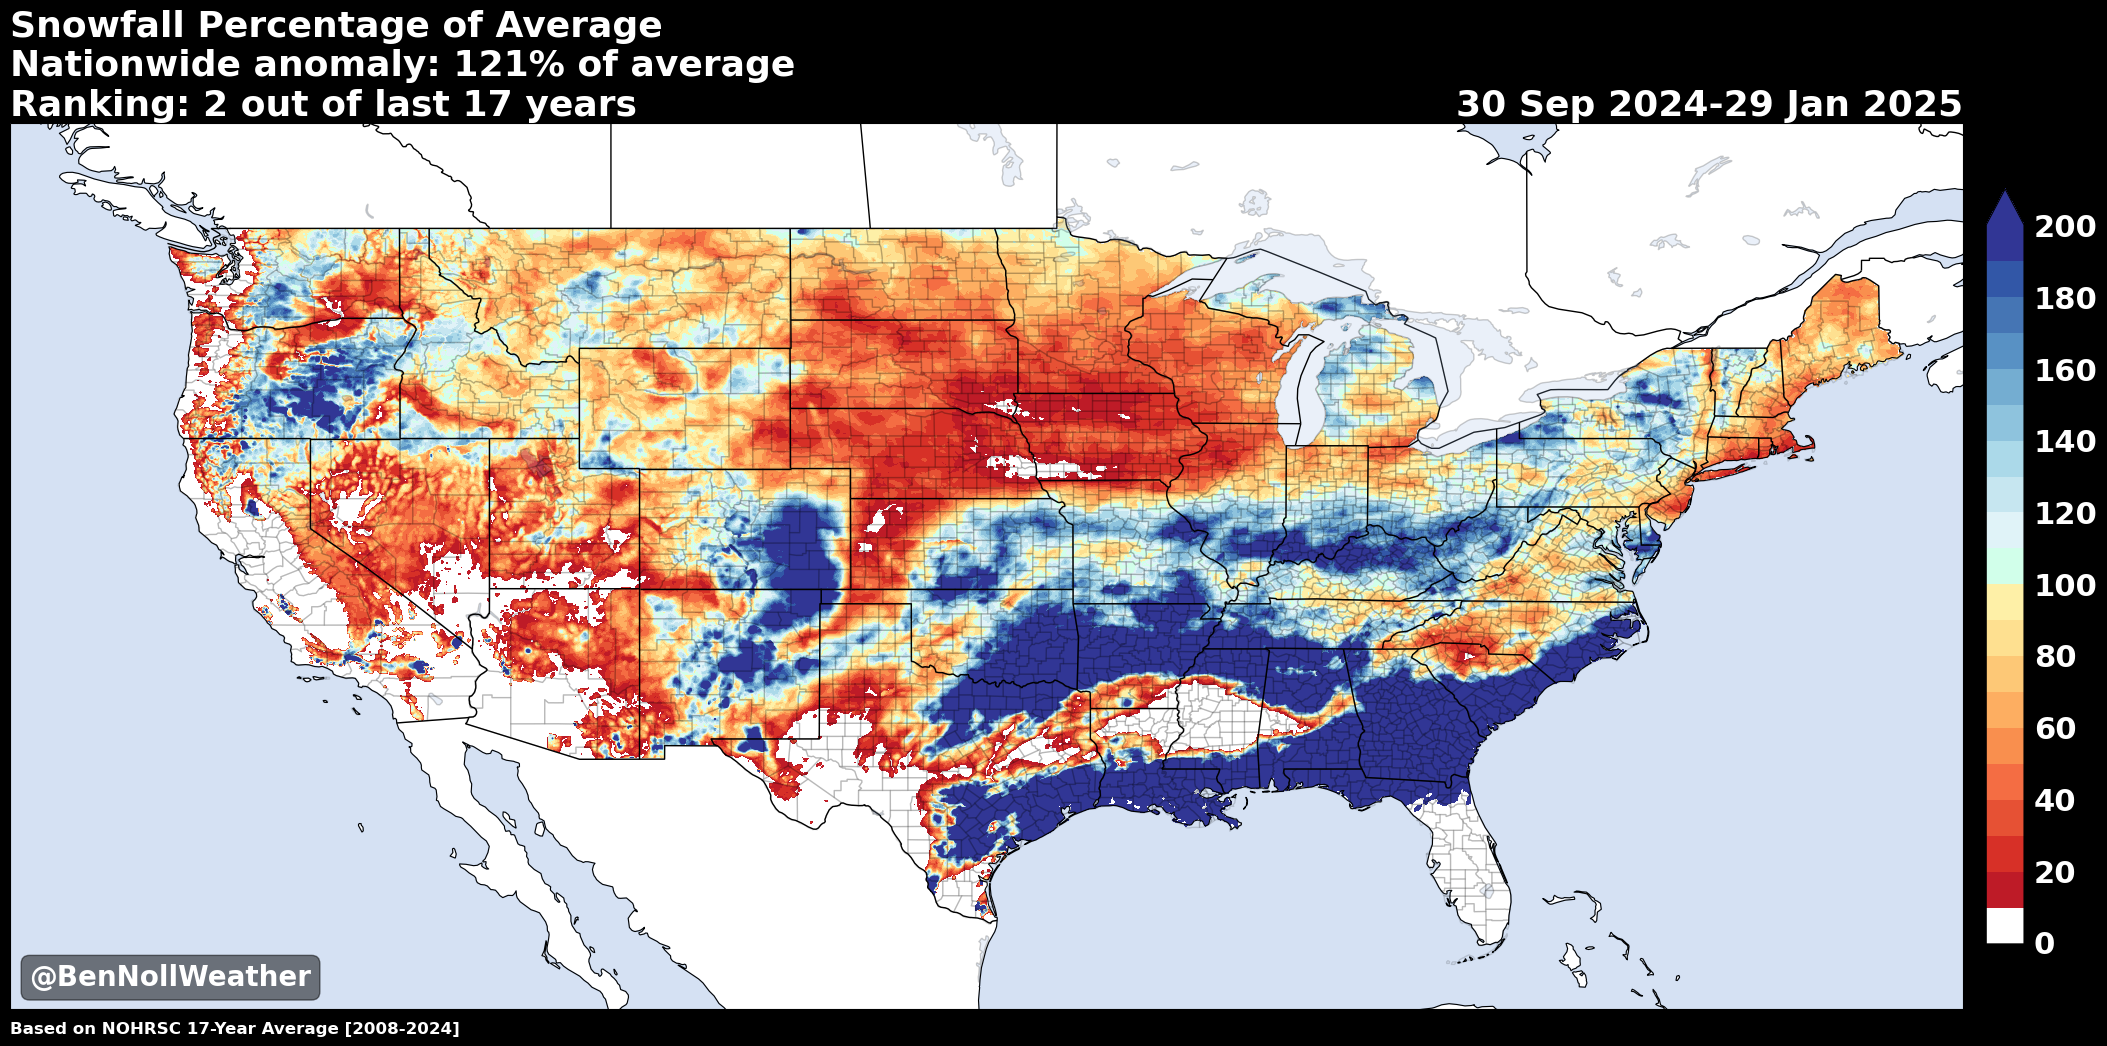 Snowfall Percentage of Average
Nationwide anomaly: 121% of average
Ranking: 2 out of last 17 years
30 Sep 2024-29 Jan 2025
200
180
160
140
120
100
80
60
40
20
0
@BenNollWeather
Based on NOHRSC 17-Year Average [2008-2024]